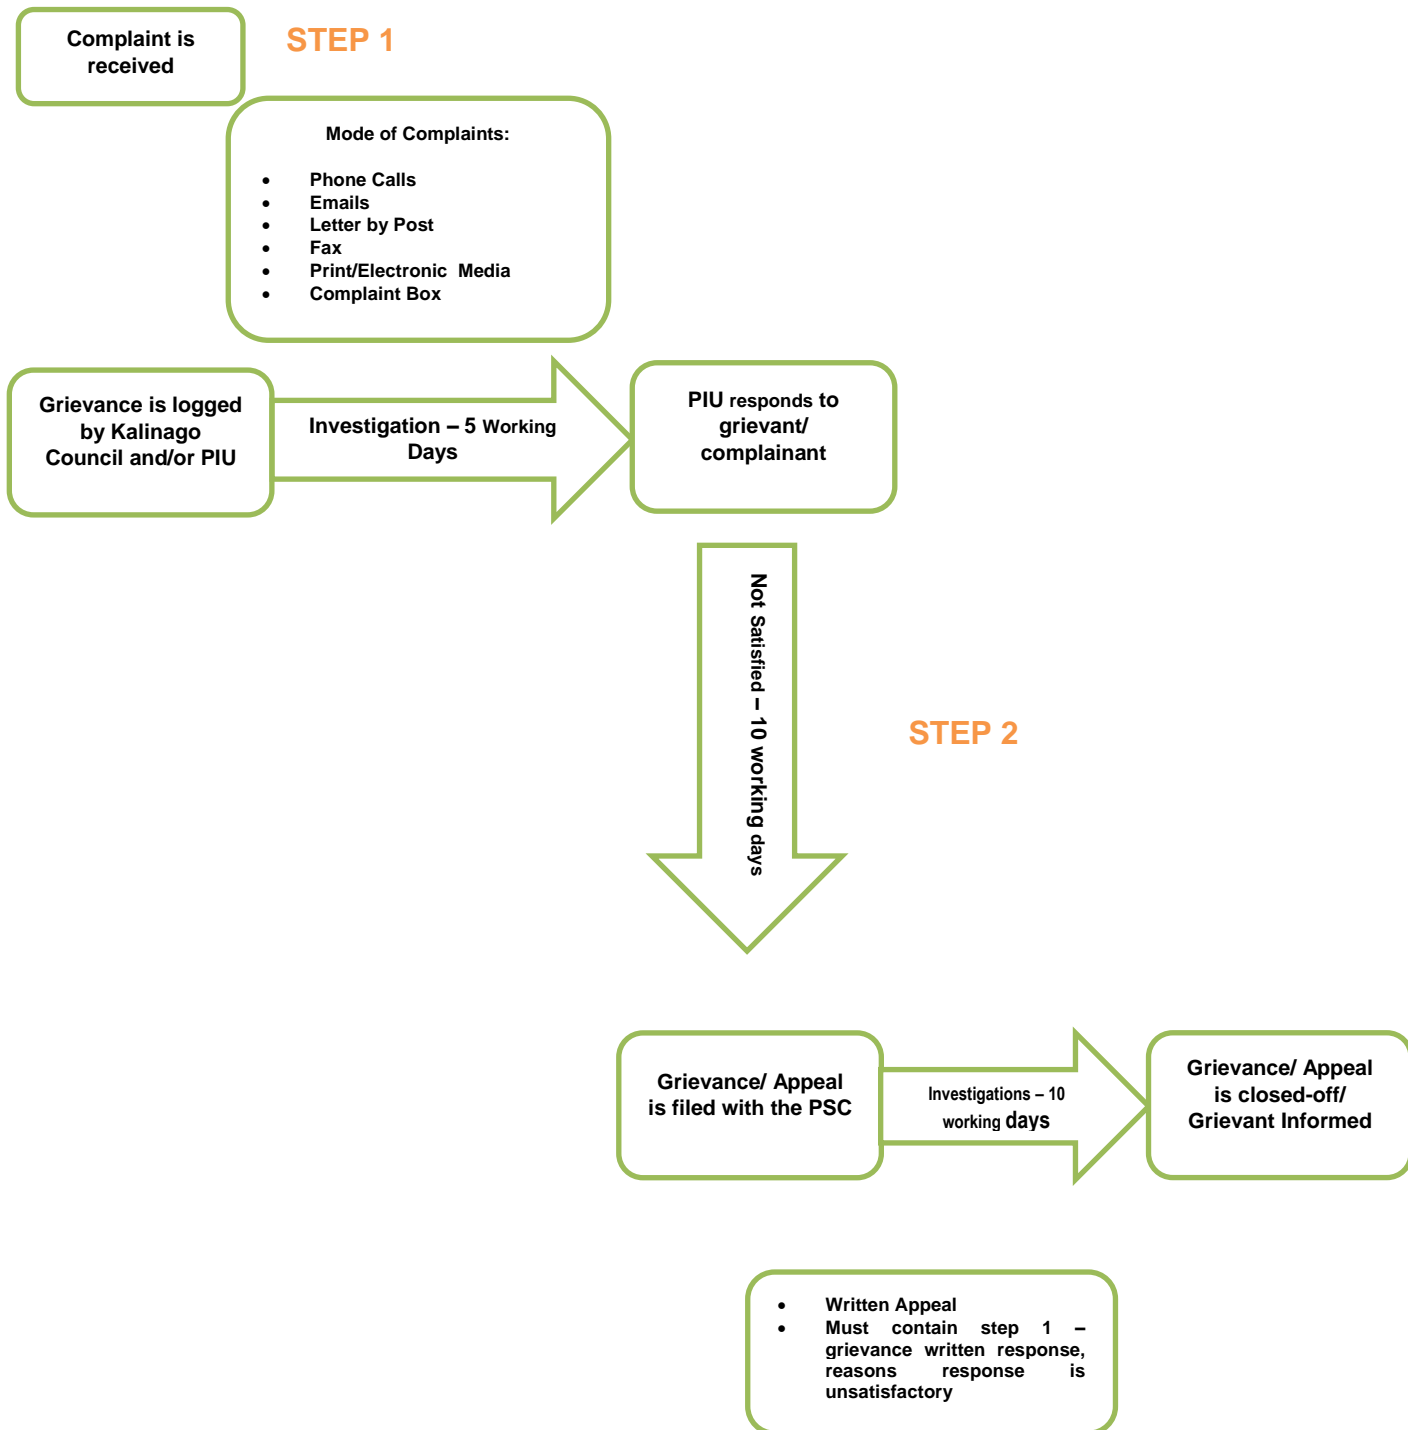 Complaint is
received
STEP 1
Mode of Complaints:
• Phone Calls
• Emails
• Letter by Post
• Fax
• Print/Electronic Media
• Complaint Box
Grievance is logged
by Kalinago
Council and/or PIU
Investigation – 5 Working
Days
PIU responds to
grievant/
complainant
Not Satisfied – 10 working days
STEP 2
Grievance/ Appeal
is filed with the PSC
Investigations – 10
working days
Grievance/ Appeal
is closed-off/
Grievant Informed
• Written Appeal
• Must contain step 1 –
grievance written response,
reasons response is
unsatisfactory